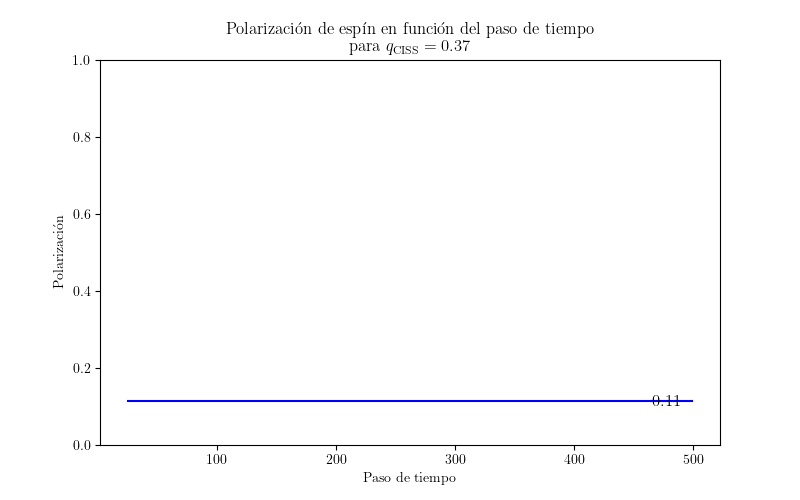 Polarización de espín en función del paso de tiempo
para q_CISS = 0.37
1.0
0.8
0.6
0.4
0.2
0.0
Polarización
0.11
100 200 300 400 500
Paso de tiempo